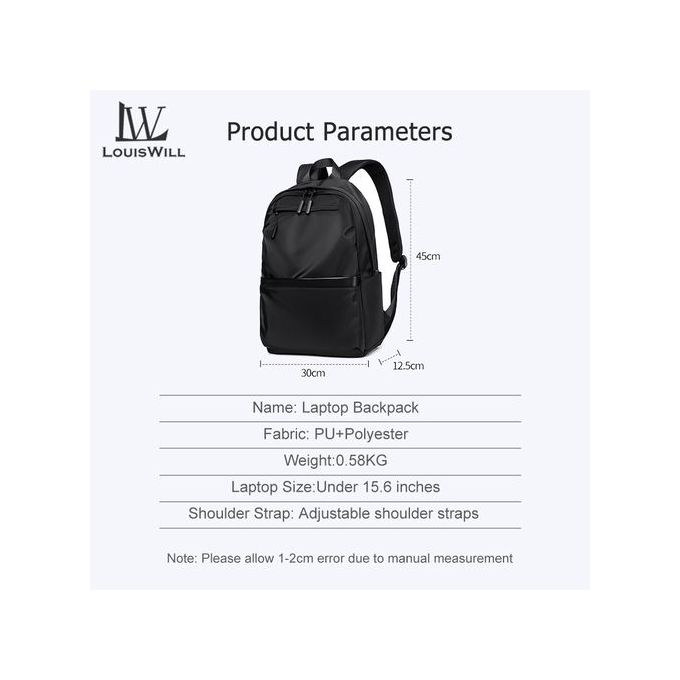 LW
LOUISWILL
Product Parameters
45cm
12.5cm
30cm
Name: Laptop Backpack
Fabric: PU+Polyester
Weight:0.58KG
Laptop Size:Under 15.6 inches
Shoulder Strap: Adjustable shoulder straps
Note: Please allow 1-2cm error due to manual measurement